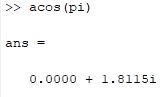 >> acos(pi)
ans =
0.0000 + 1.8115i